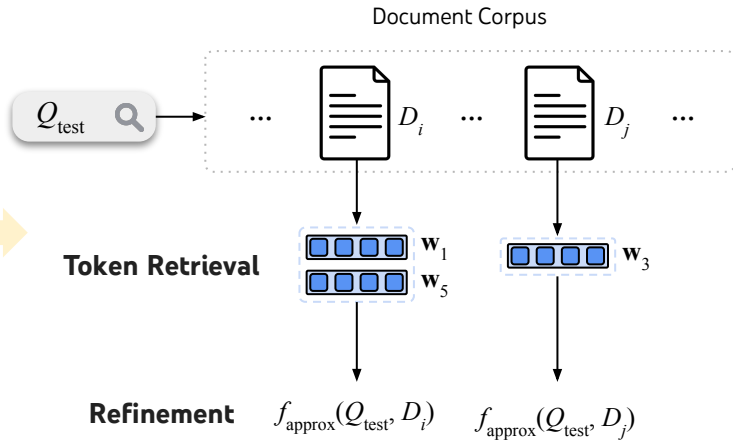 Document Corpus
Q_test ... D_i ... D_j ...
w_1
Token Retrieval w_3
w_5
Refinement f_approx(Q_test, D_i) f_approx(Q_test, D_j)